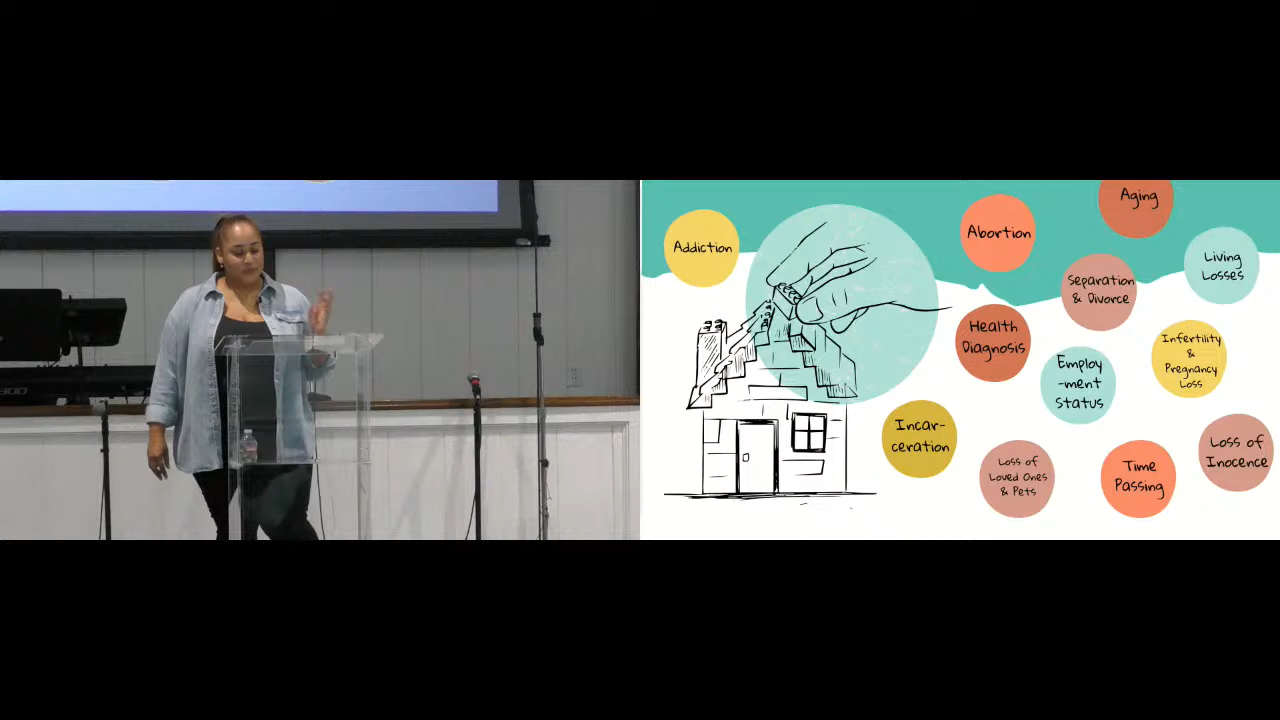 Addiction
Abortion
Aging
Separation
& Divorce
Living
Losses
Health
Diagnosis
Employ
-ment
Status
Infertility
&
Pregnancy
Loss
Incar-
ceration
Loss of
Loved Ones
& Pets
Time
Passing
Loss of
Inocence